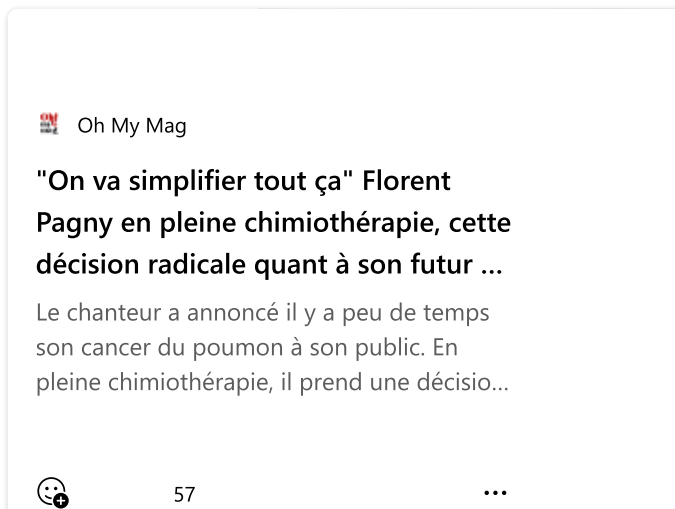 Oh My Mag
"On va simplifier tout ça" Florent
Pagny en pleine chimiothérapie, cette
décision radicale quant à son futur ...
Le chanteur a annoncé il y a peu de temps
son cancer du poumon à son public. En
pleine chimiothérapie, il prend une décisio...
57